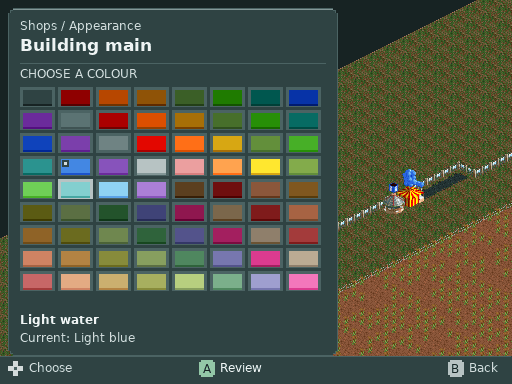 Shops / Appearance
Building main
CHOOSE A COLOUR
Light water
Current: Light blue
Choose
A Review
B Back